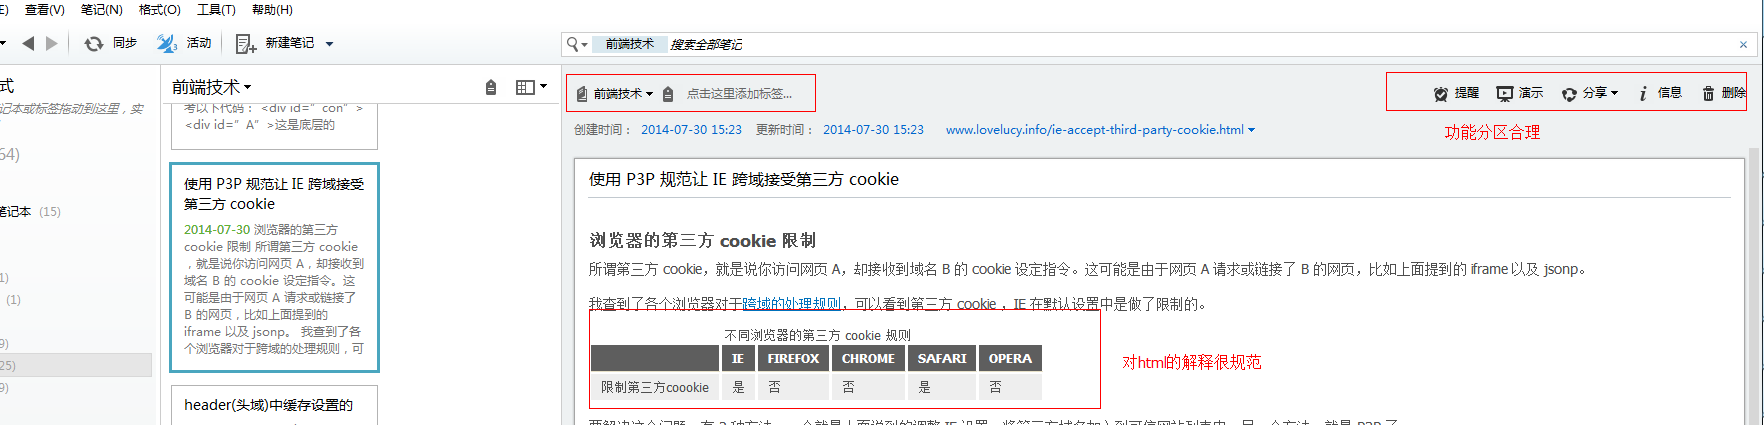 E) 查看(V) 笔记(N) 格式(O) 工具(T) 帮助(H)
同步 活动 新建笔记
前端技术 搜索全部笔记
式
记本或标签拖动到这里，实
64)
笔记本 (15)
1)
(1)
9)
25)
9)
前端技术
考以下代码： <div id=”con”>
<div id=”A”>这是底层的
使用 P3P 规范让 IE 跨域接受
第三方 cookie
2014-07-30 浏览器的第三方
cookie 限制 所谓第三方 cookie
，就是说你访问网页 A，却接收到
域名 B 的 cookie 设定指令。这
可能是由于网页 A 请求或链接了
B 的网页，比如上面提到的
iframe 以及 jsonp。 我查到了各
个浏览器对于跨域的处理规则，可
header(头域)中缓存设置的
前端技术 点击这里添加标签...
提醒 演示 分享 信息 删除
创建时间： 2014-07-30 15:23 更新时间： 2014-07-30 15:23 www.lovelucy.info/ie-accept-third-party-cookie.html
功能分区合理
使用 P3P 规范让 IE 跨域接受第三方 cookie
浏览器的第三方 cookie 限制
所谓第三方 cookie，就是说你访问网页 A，却接收到域名 B 的 cookie 设定指令。这可能是由于网页 A 请求或链接了 B 的网页，比如上面提到的 iframe 以及 jsonp。
我查到了各个浏览器对于跨域的处理规则，可以看到第三方 cookie ，IE 在默认设置中是做了限制的。
不同浏览器的第三方 cookie 规则
IE FIREFOX CHROME SAFARI OPERA
限制第三方coookie 是 否 否 是 否
对html的解释很规范